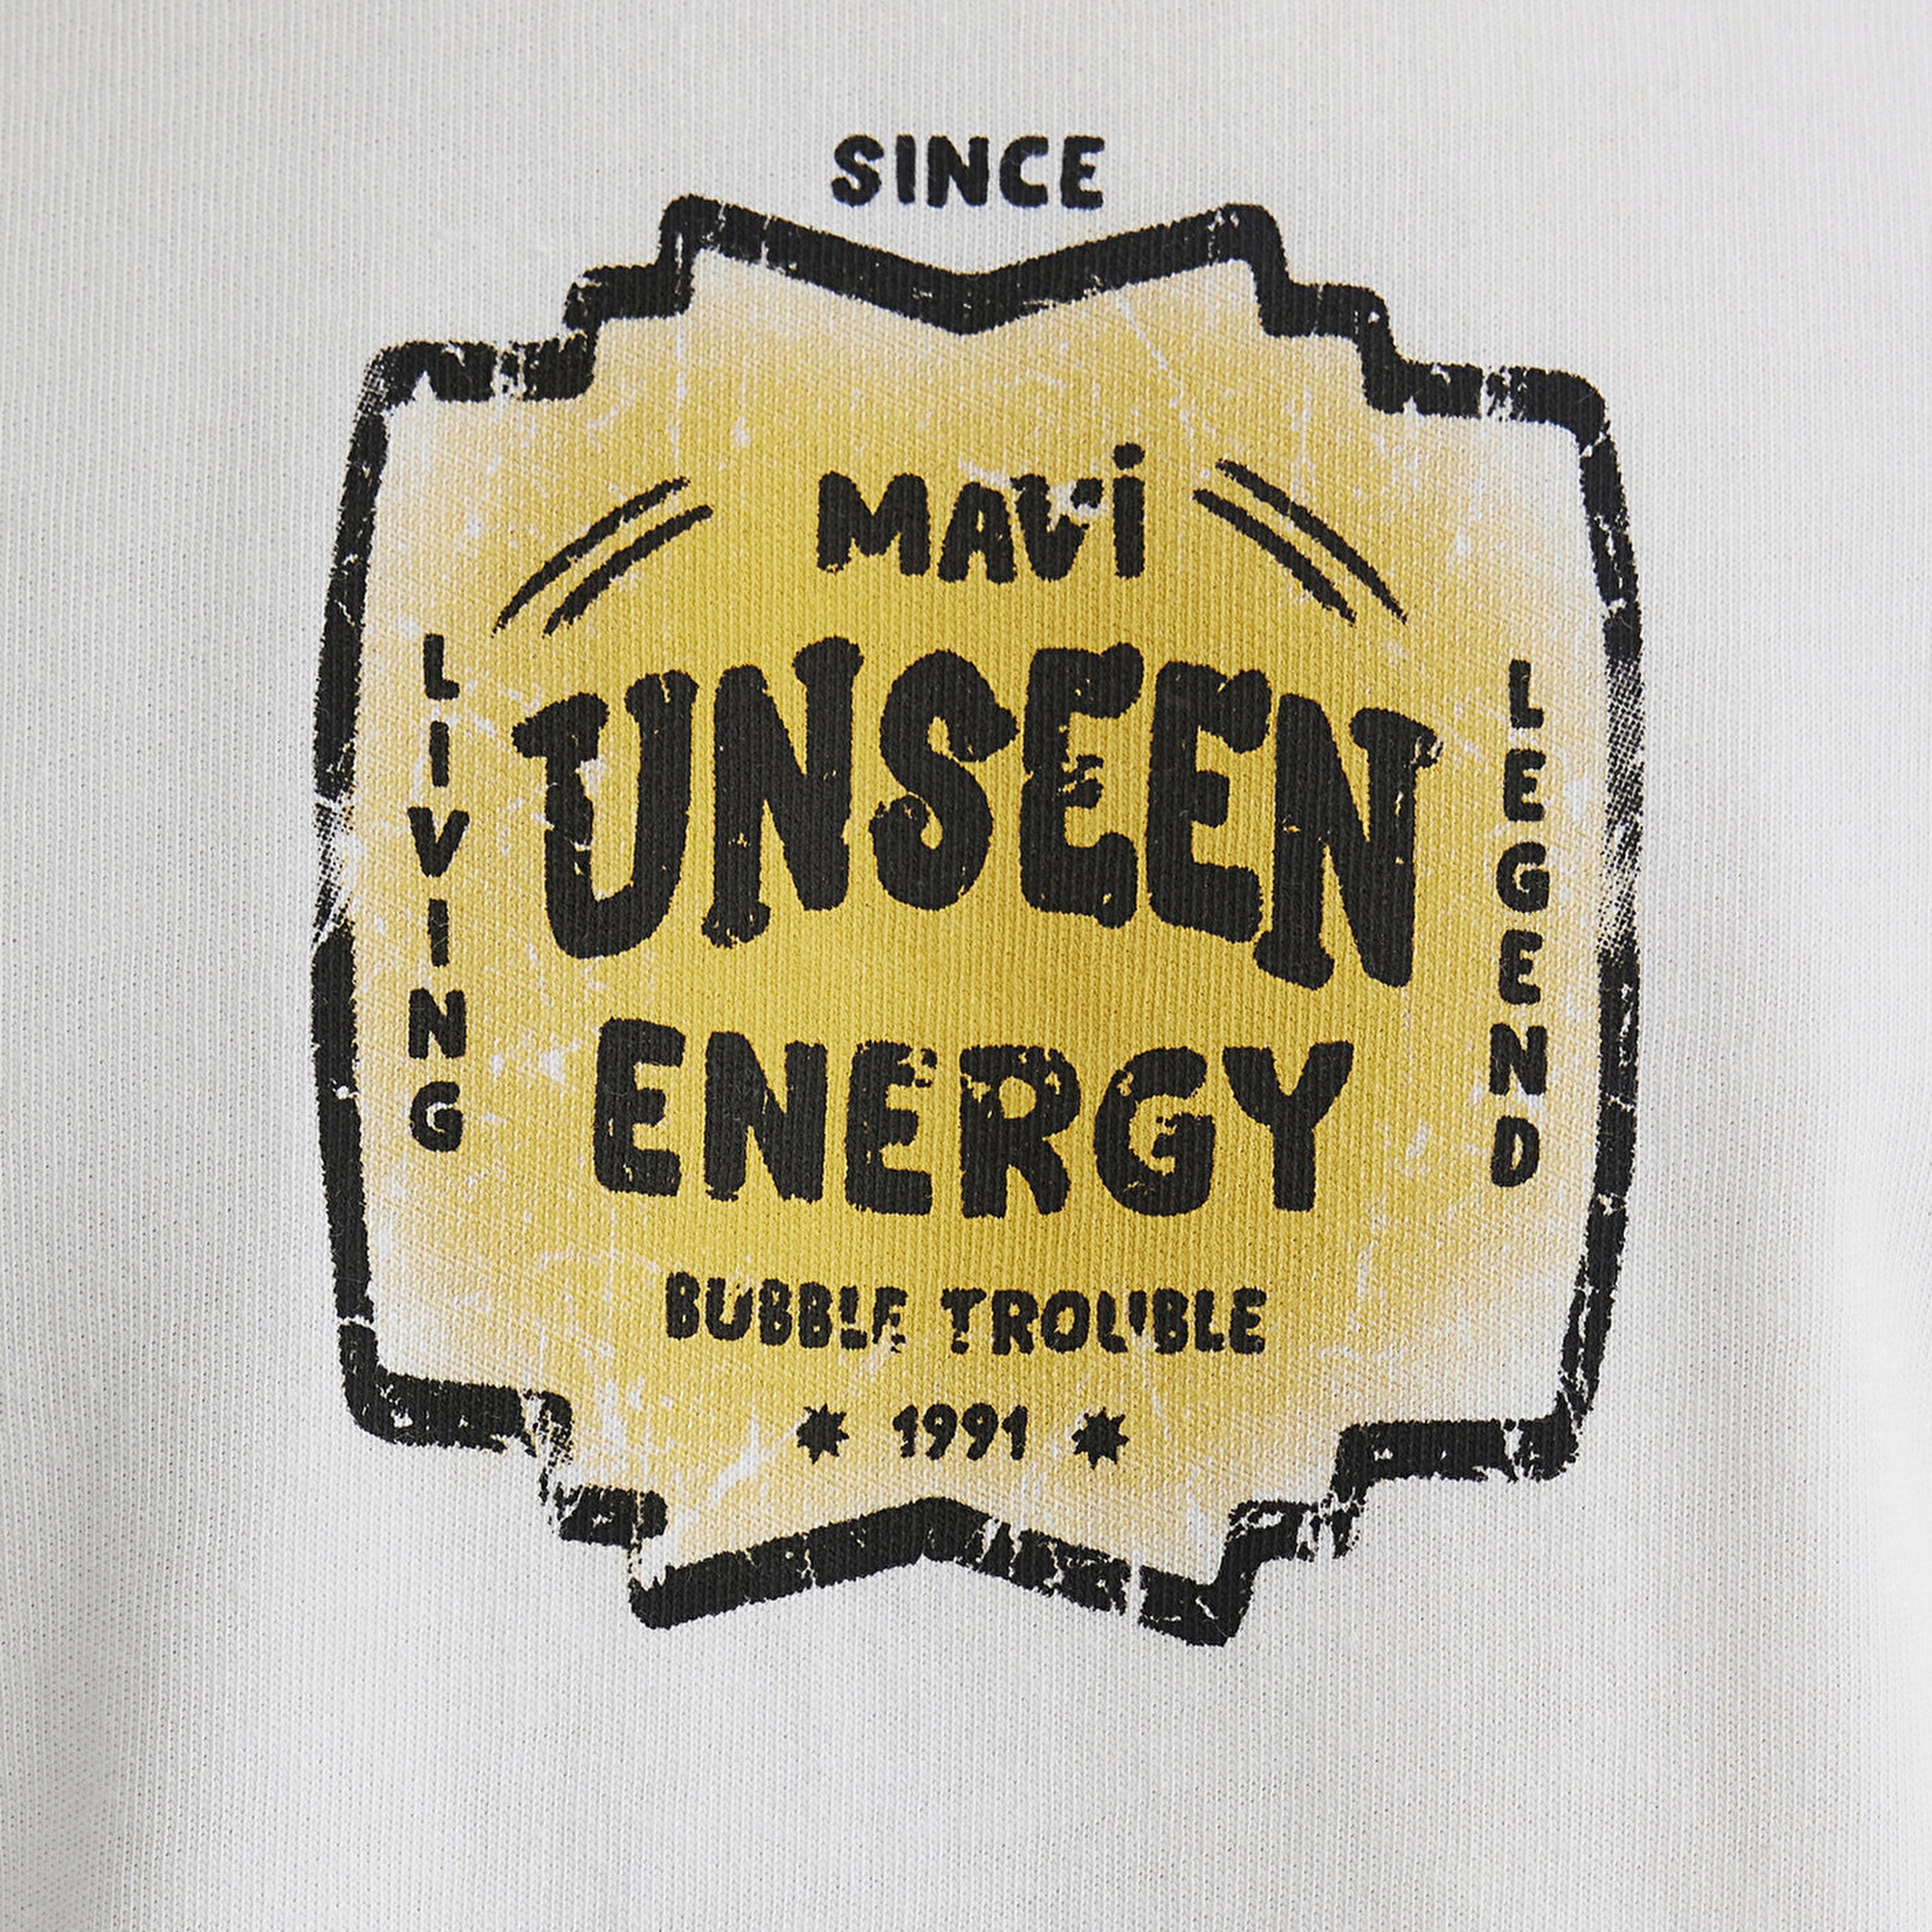 SINCE
MAVi
UNSEEN
ENERGY
LIVING
LEGEND
BUBBLE TROUBLE
1991